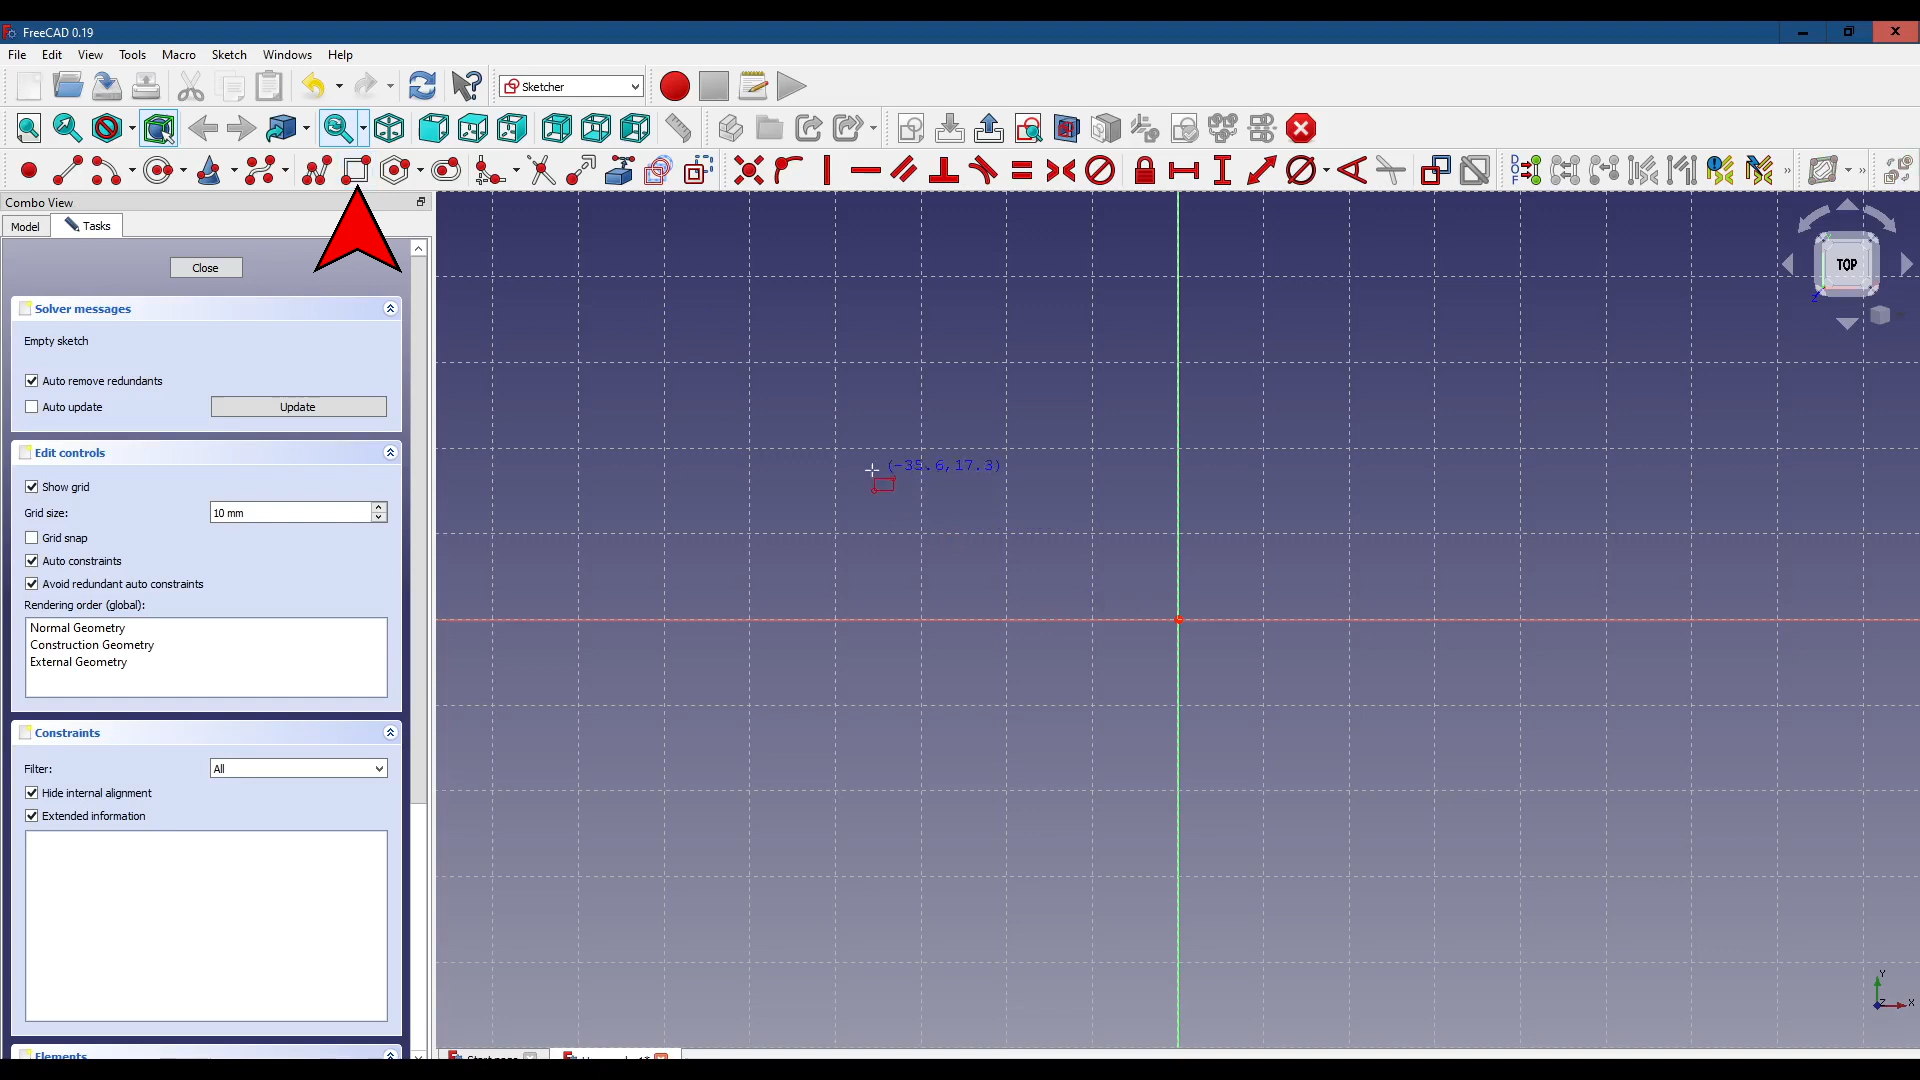 FreeCAD 0.19
File Edit View Tools Macro Sketch Windows Help
Sketcher
Combo View
Model Tasks
Close
Solver messages
Empty sketch
Auto remove redundants
Auto update Update
Edit controls
Show grid
Grid size: 10 mm
Grid snap
Auto constraints
Avoid redundant auto constraints
Rendering order (global):
Normal Geometry
Construction Geometry
External Geometry
Constraints
Filter: All
Hide internal alignment
Extended information
Elements
(-35.6,17.3)
TOP
Z
Y
Z X